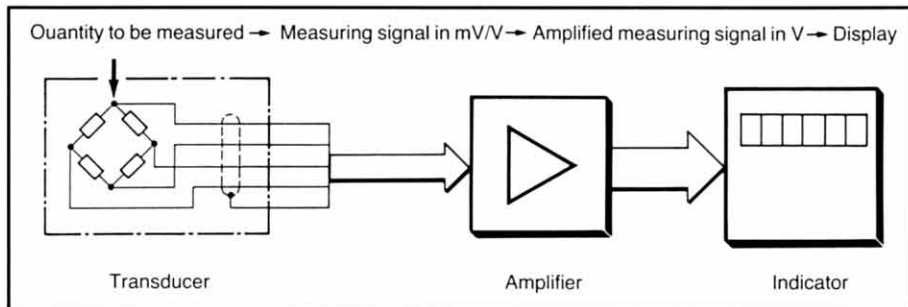 Ouantity to be measured → Measuring signal in mV/V → Amplified measuring signal in V → Display
Transducer Amplifier Indicator